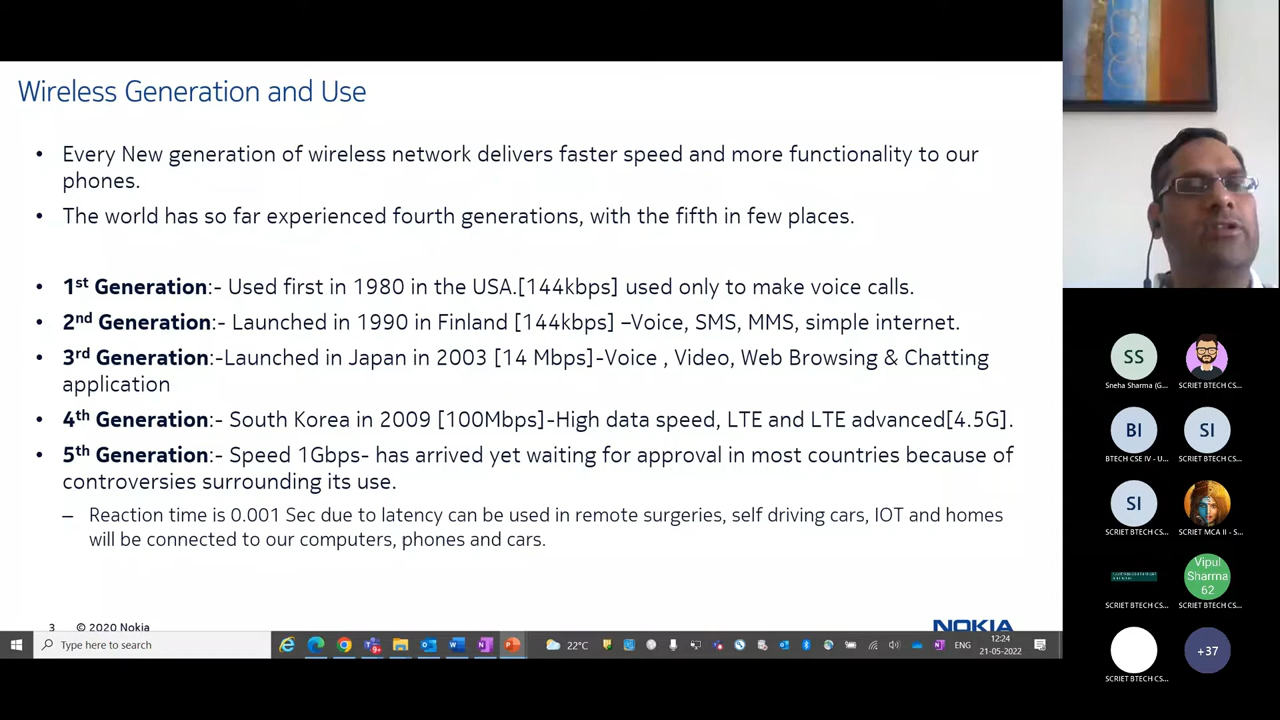 Wireless Generation and Use
• Every New generation of wireless network delivers faster speed and more functionality to our
phones.
• The world has so far experienced fourth generations, with the fifth in few places.
• 1st Generation:- Used first in 1980 in the USA.[144kbps] used only to make voice calls.
• 2nd Generation:- Launched in 1990 in Finland [144kbps] –Voice, SMS, MMS, simple internet.
• 3rd Generation:-Launched in Japan in 2003 [14 Mbps]-Voice , Video, Web Browsing & Chatting
application
• 4th Generation:- South Korea in 2009 [100Mbps]-High data speed, LTE and LTE advanced[4.5G].
• 5th Generation:- Speed 1Gbps- has arrived yet waiting for approval in most countries because of
controversies surrounding its use.
– Reaction time is 0.001 Sec due to latency can be used in remote surgeries, self driving cars, IOT and homes
will be connected to our computers, phones and cars.
3 © 2020 Nokia
NOKIA
Type here to search
22°C
ENG
12:24
21-05-2022
SS
Sneha Sharma (G...
SCRIET BTECH CS...
BI
BTECH CSE IV - U...
SI
SCRIET BTECH CS...
SI
SCRIET BTECH CS...
SCRIET MCA II - S...
SCRIET BTECH CS...
Vipul
Sharma
62
SCRIET BTECH CS...
SCRIET BTECH CS...
+37